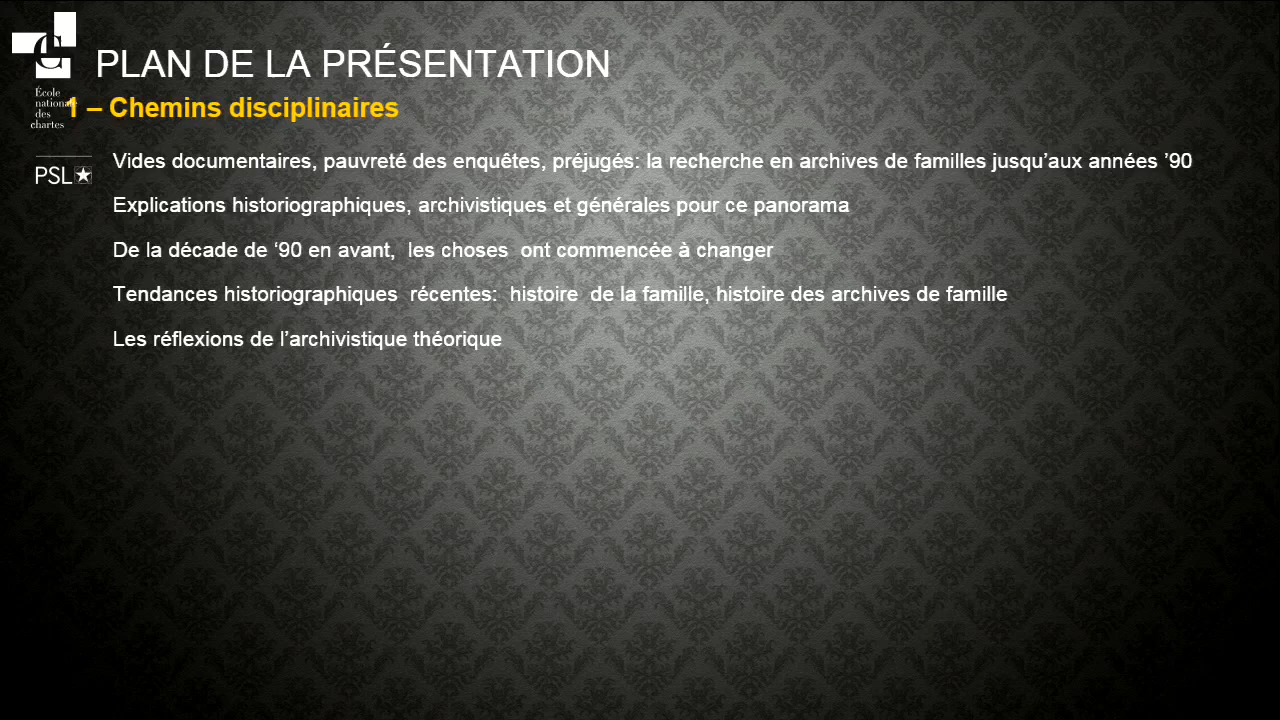 PLAN DE LA PRÉSENTATION
École
nationale
des
chartes
1 – Chemins disciplinaires
PSL
Vides documentaires, pauvreté des enquêtes, préjugés: la recherche en archives de familles jusqu’aux années ’90
Explications historiographiques, archivistiques et générales pour ce panorama
De la décade de ‘90 en avant,  les choses  ont commencée à changer
Tendances historiographiques  récentes:  histoire  de la famille, histoire des archives de famille
Les réflexions de l’archivistique théorique